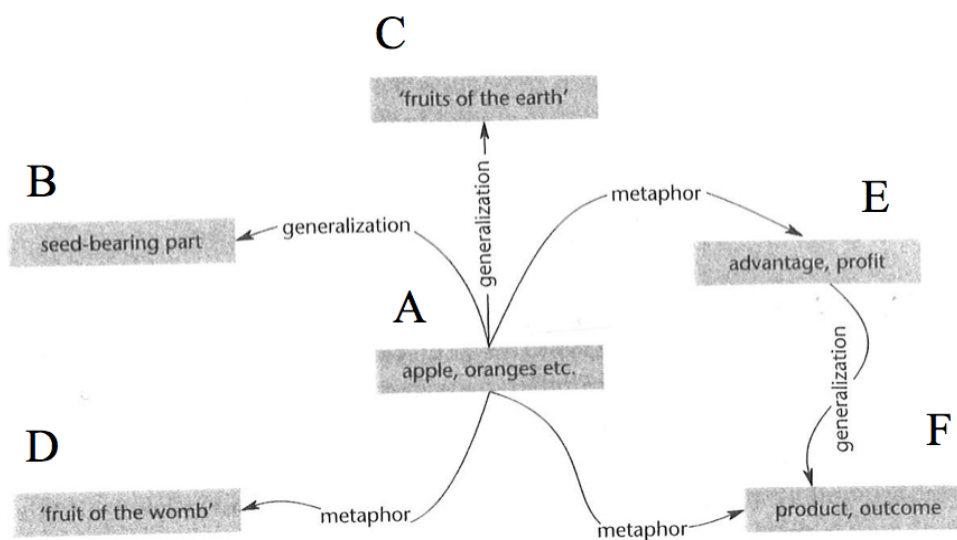 C
'fruits of the earth'
B
metaphor
E
generalization
seed-bearing part
generalization
advantage, profit
A
apple, oranges etc.
generalization
D
F
'fruit of the womb'
metaphor
metaphor
product, outcome